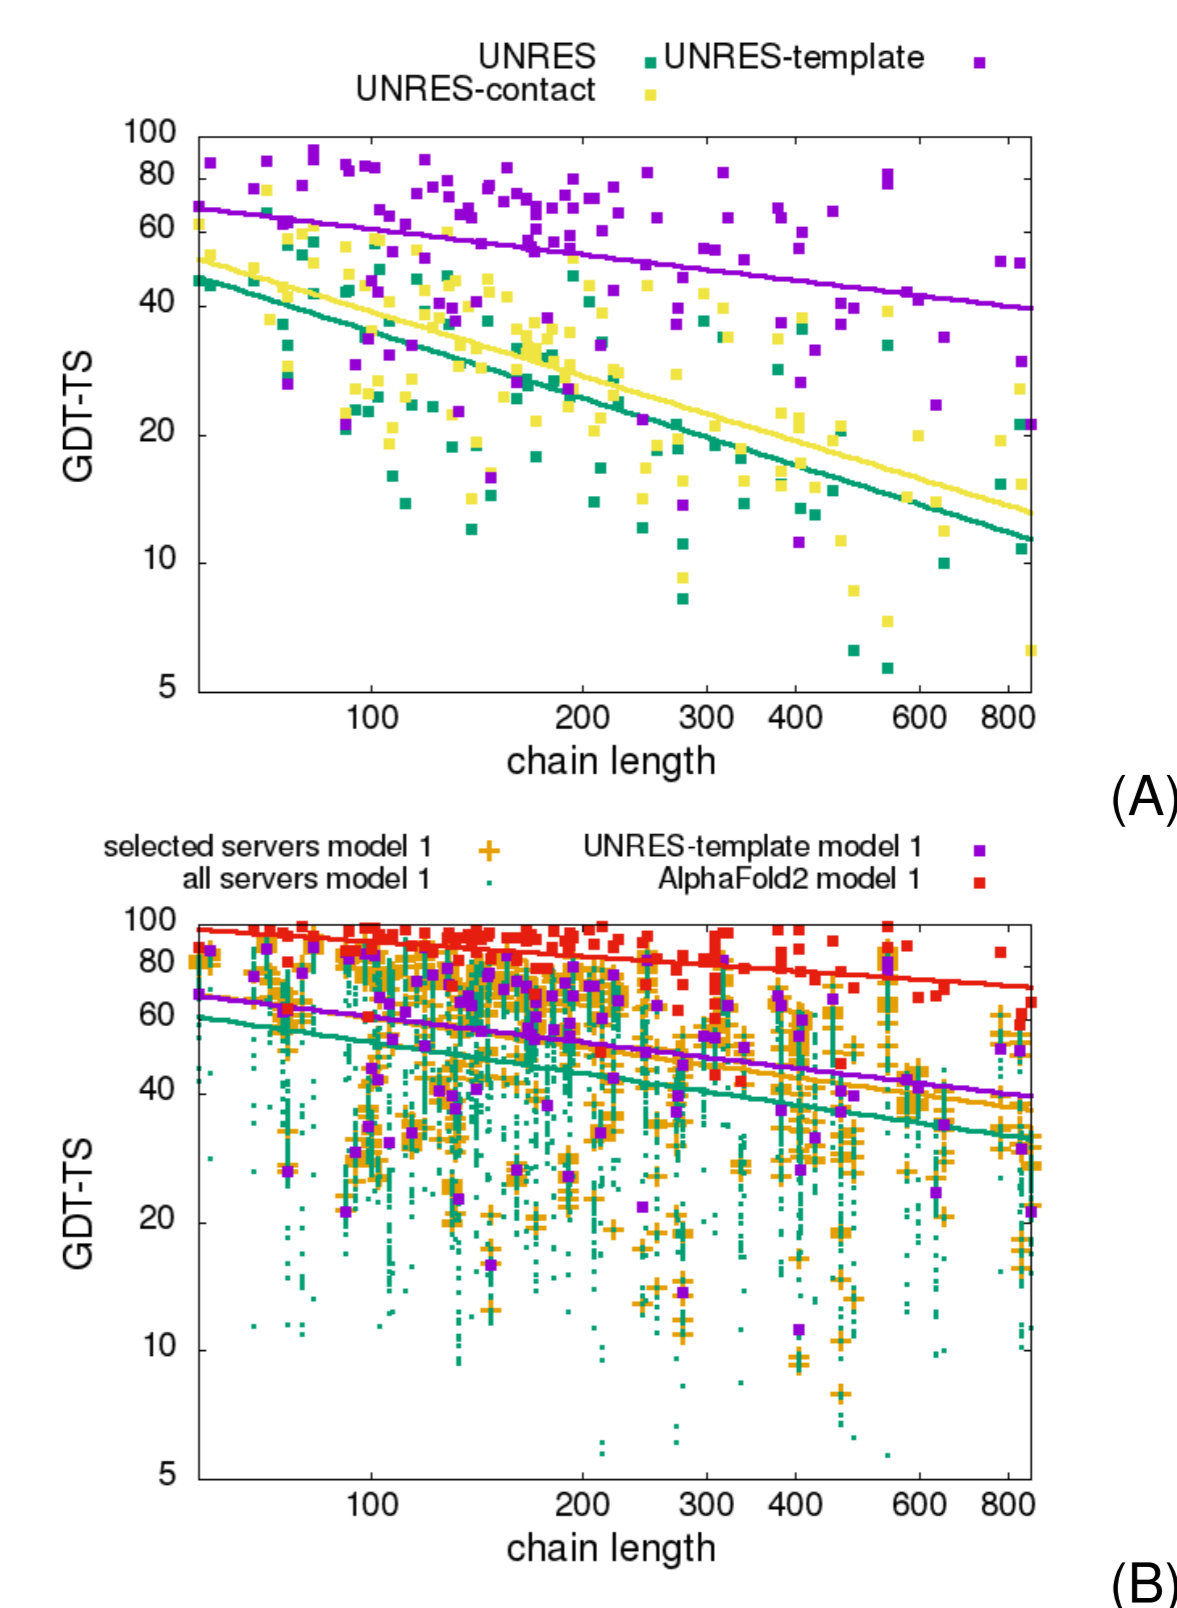 UNRES UNRES-template
UNRES-contact
100
80
60
40
20
10
5
GDT-TS
100 200 300 400 600 800
chain length
(A)
selected servers model 1 UNRES-template model 1
all servers model 1 AlphaFold2 model 1
100
80
60
40
20
10
5
GDT-TS
100 200 300 400 600 800
chain length
(B)